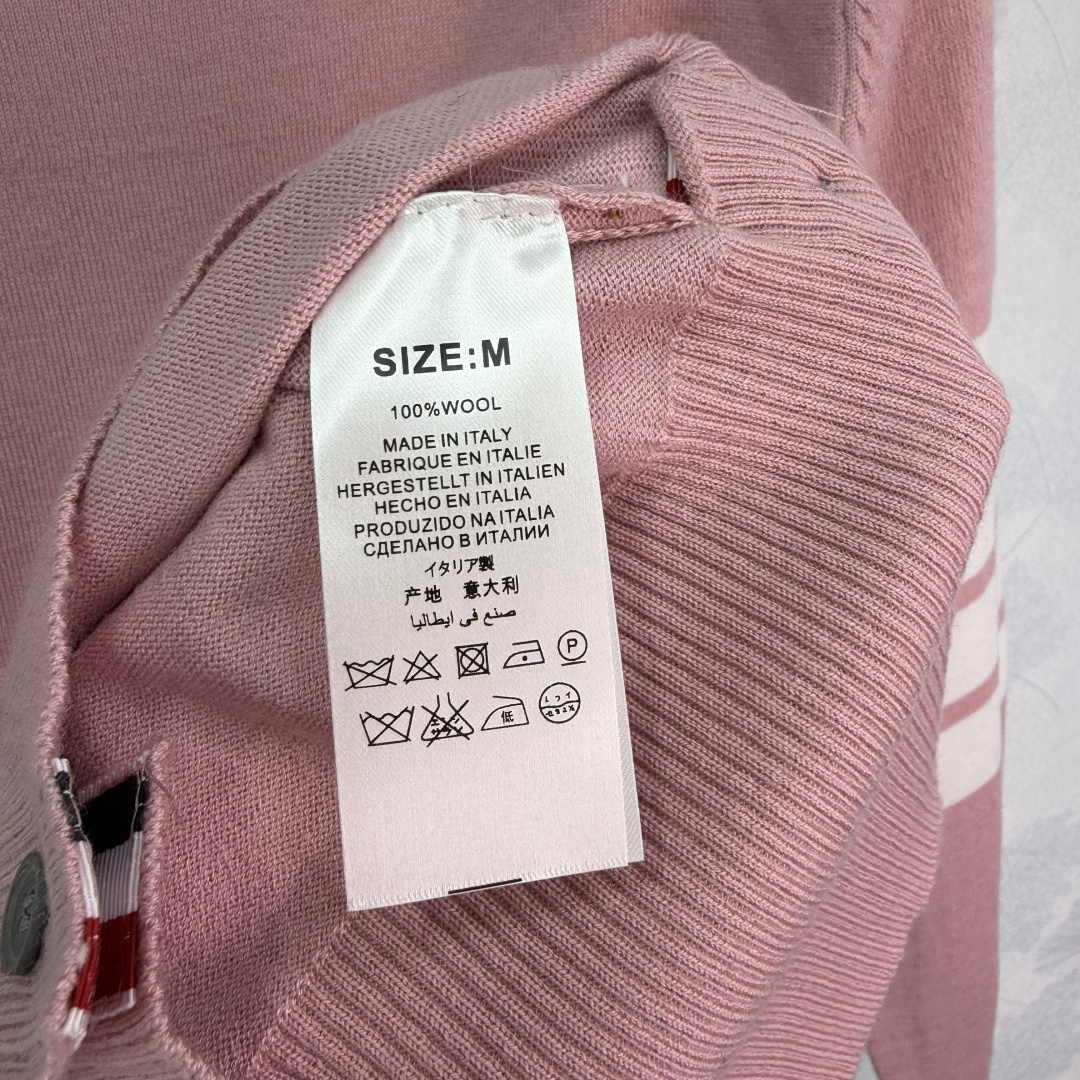 SIZE:M
100%WOOL
MADE IN ITALY
FABRIQUE EN ITALIE
HERGESTELLT IN ITALIEN
HECHO EN ITALIA
PRODUZIDO NA ITALIA
СДЕЛАНО В ИТАЛИИ
イタリア製
产地 意大利
صنع في ايطاليا
P
低